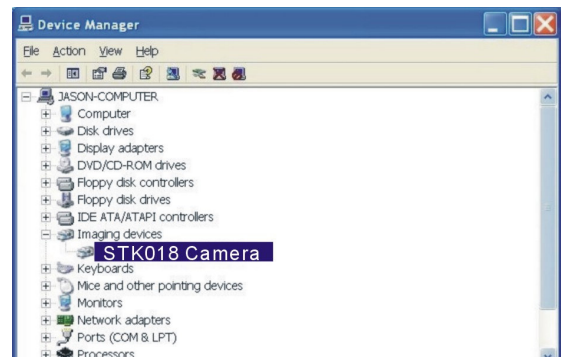 Device Manager
File Action View Help
JASON-COMPUTER
Computer
Disk drives
Display adapters
DVD/CD-ROM drives
Floppy disk controllers
Floppy disk drives
IDE ATA/ATAPI controllers
Imaging devices
STK018 Camera
Keyboards
Mice and other pointing devices
Monitors
Network adapters
Ports (COM & LPT)
Processors